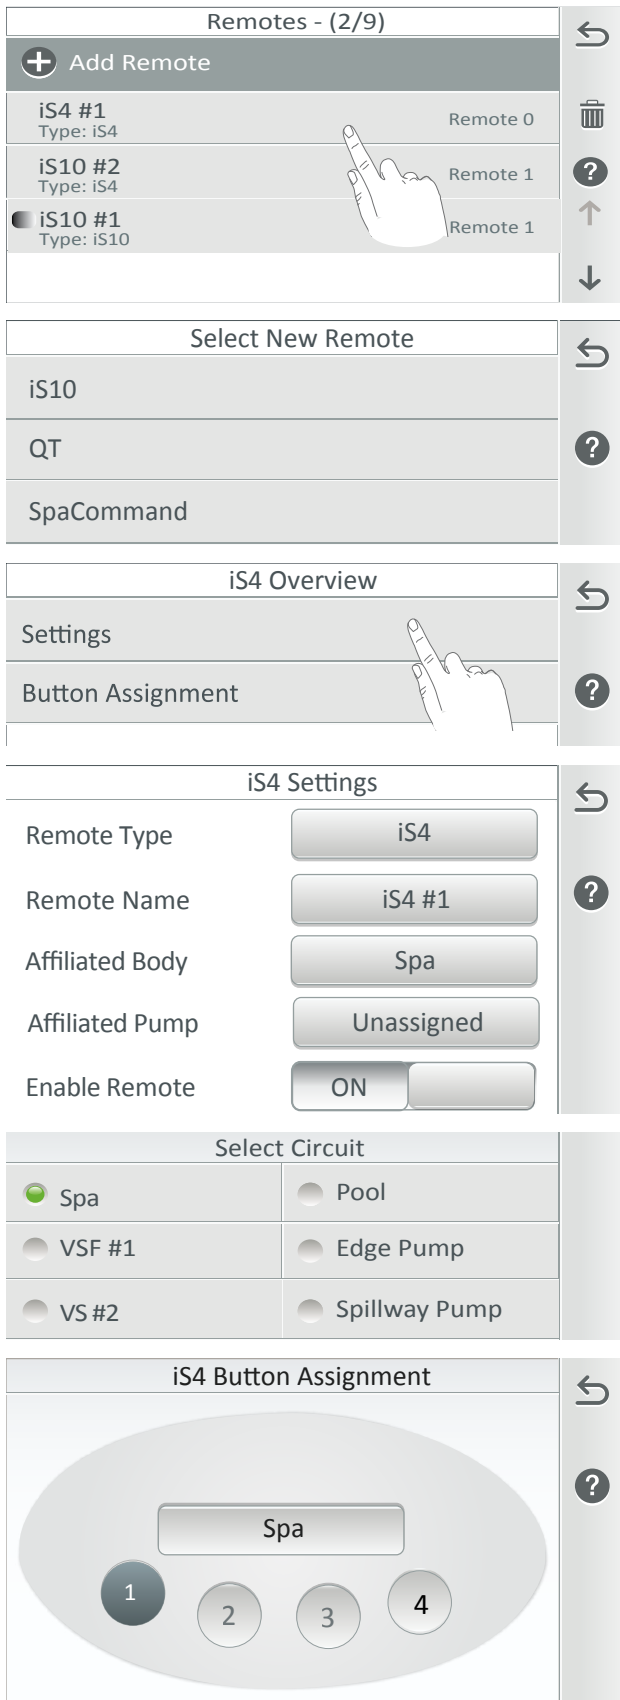 Remotes - (2/9)
Add Remote
iS4 #1
Type: iS4
Remote 0
iS10 #2
Type: iS4
Remote 1
iS10 #1
Type: iS10
Remote 1
?
Select New Remote
iS10
QT
SpaCommand
?
iS4 Overview
Settings
Button Assignment
?
iS4 Settings
Remote Type iS4
Remote Name iS4 #1
Affiliated Body Spa
Affiliated Pump Unassigned
Enable Remote ON
?
Select Circuit
Spa Pool
VSF #1 Edge Pump
VS #2 Spillway Pump
iS4 Button Assignment
?
Spa
1 2 3 4